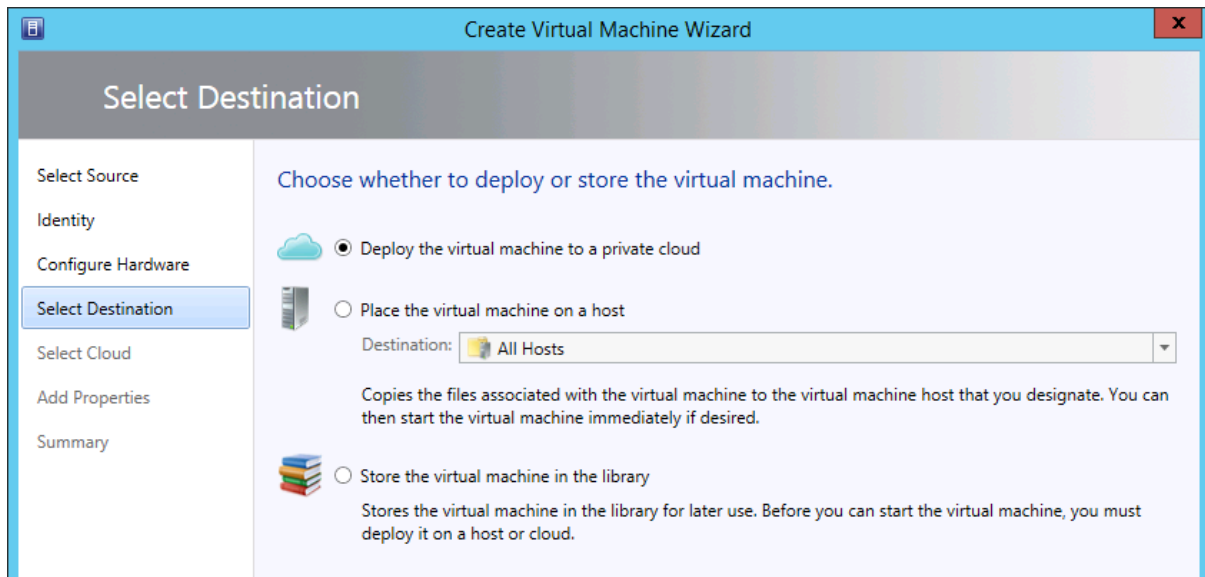 Create Virtual Machine Wizard
x
Select Destination
Select Source
Identity
Configure Hardware
Select Destination
Select Cloud
Add Properties
Summary
Choose whether to deploy or store the virtual machine.
Deploy the virtual machine to a private cloud
Place the virtual machine on a host
Destination: All Hosts
Copies the files associated with the virtual machine to the virtual machine host that you designate. You can
then start the virtual machine immediately if desired.
Store the virtual machine in the library
Stores the virtual machine in the library for later use. Before you can start the virtual machine, you must
deploy it on a host or cloud.